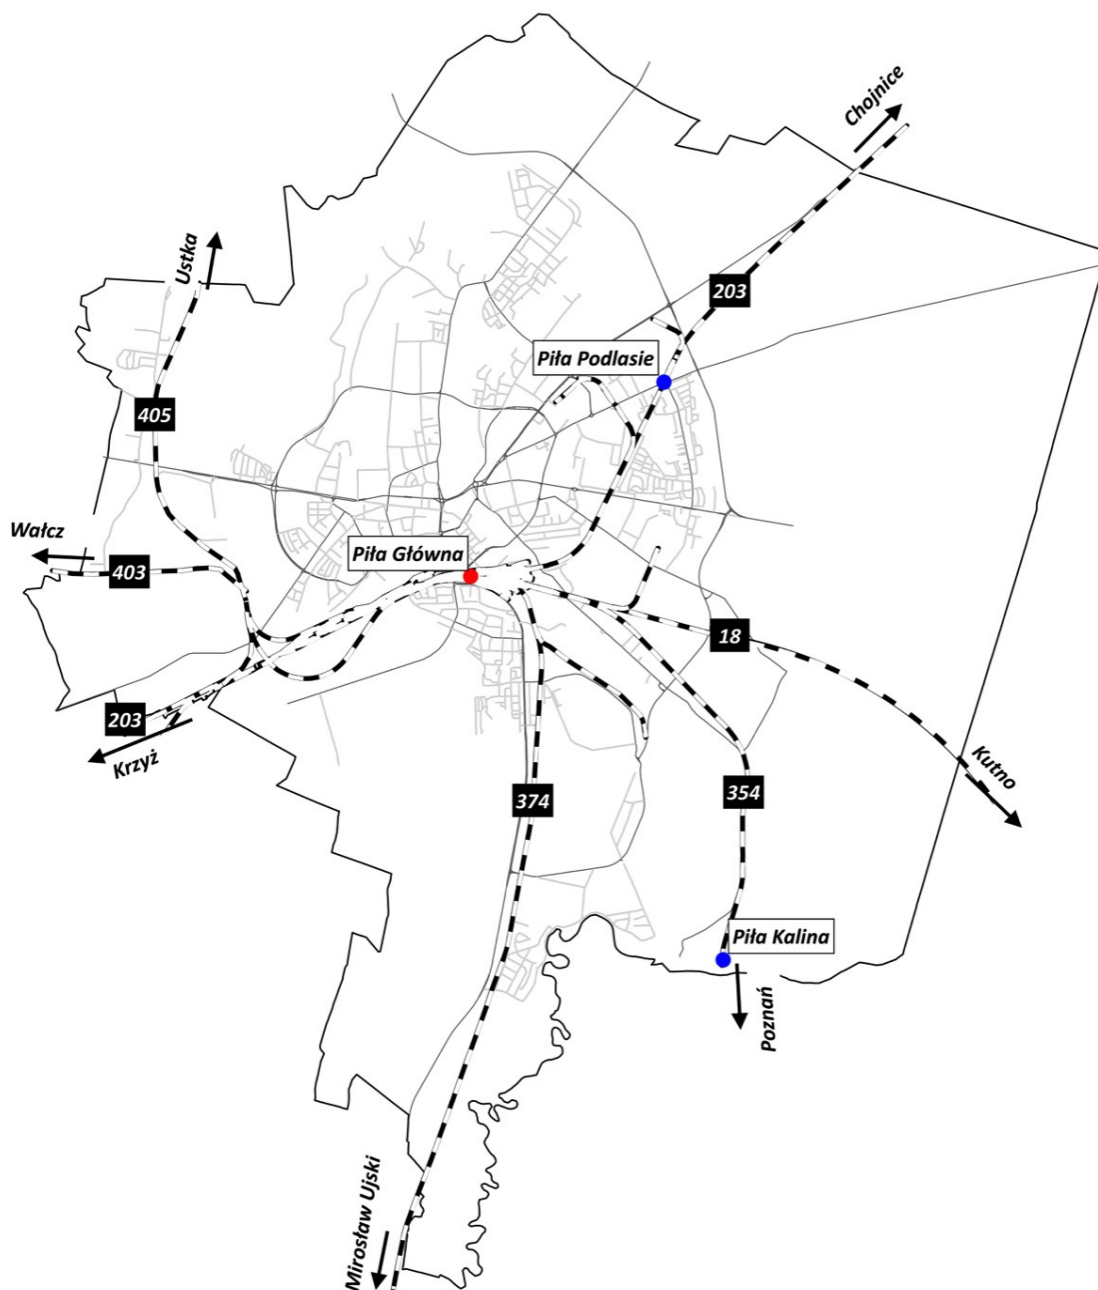 Chojnice
Ustka
203
Piła Podlasie
405
Wałcz
Piła Główna
403
18
203
Krzyż
Kutno
374
354
Piła Kalina
Poznań
Mirosław Ujski